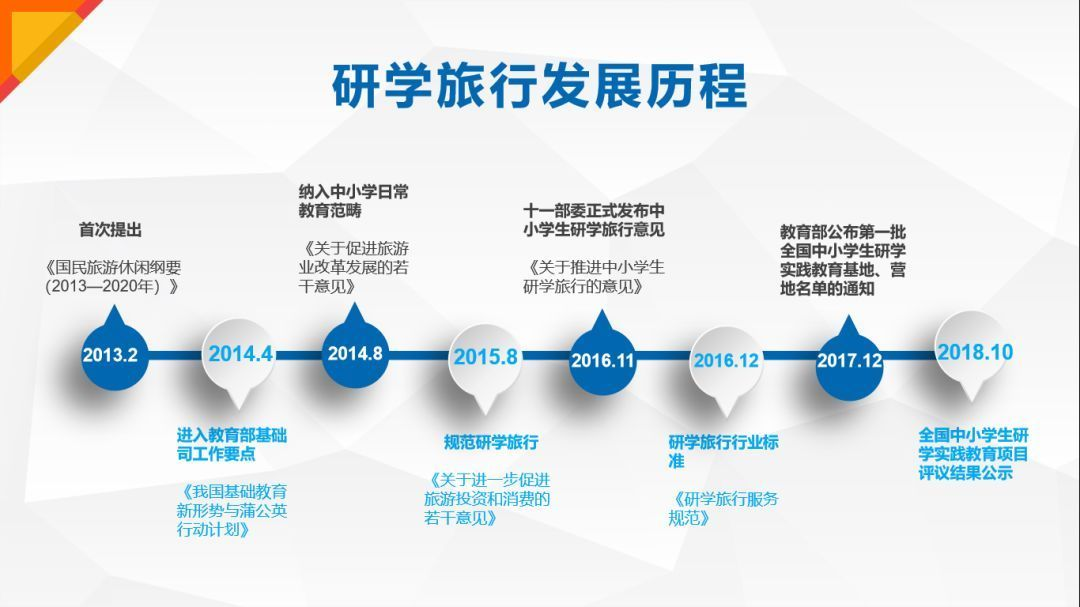 研学旅行发展历程
首次提出
《国民旅游休闲纲要
（2013—2020年）》
2013.2
2014.4
进入教育部基础
司工作要点
《我国基础教育
新形势与蒲公英
行动计划》
纳入中小学日常
教育范畴
《关于促进旅游
业改革发展的若
干意见》
2014.8
2015.8
规范研学旅行
《关于进一步促进
旅游投资和消费的
若干意见》
十一部委正式发布中
小学生研学旅行意见
《关于推进中小学生
研学旅行的意见》
2016.11
2016.12
研学旅行行业标
准
《研学旅行服务
规范》
教育部公布第一批
全国中小学生研学
实践教育基地、营
地名单的通知
2017.12
2018.10
全国中小学生研
学实践教育项目
评议结果公示